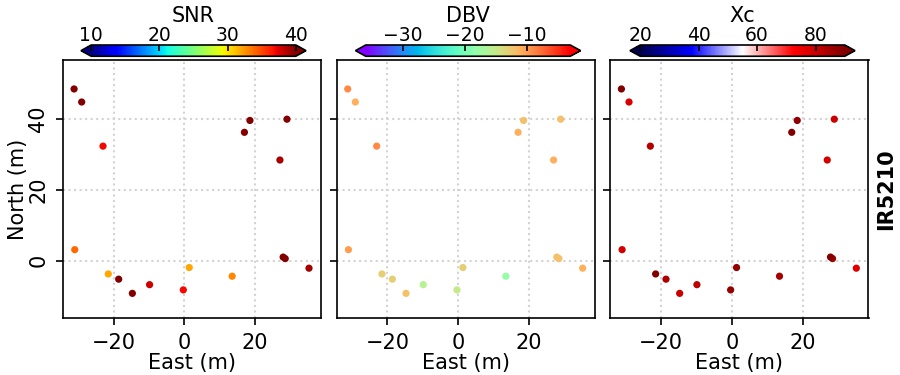 SNR DBV Xc
10 20 30 40 −30 −20 −10 20 40 60 80
40
20
0
North (m)
IR5210
−20 0 20 −20 0 20 −20 0 20
East (m) East (m) East (m)